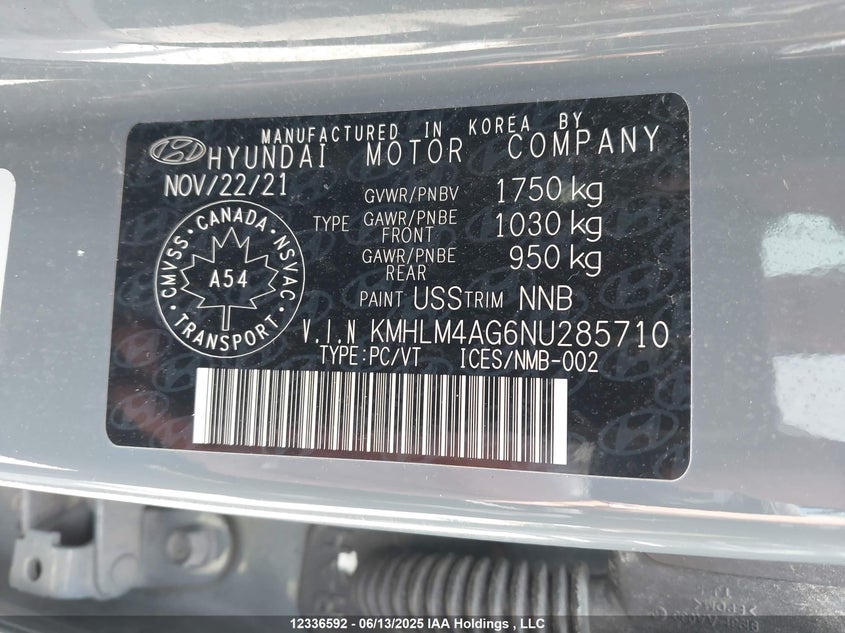 MANUFACTURED IN KOREA BY
HYUNDAI MOTOR COMPANY
NOV/22/21
GVWR/PNBV 1750 kg
TYPE GAWR/PNBE FRONT 1030 kg
GAWR/PNBE REAR 950 kg
PAINT USS TRIM NNB
CANADA
CMVSS · NSVAC
A54
TRANSPORT
V.I.N KMHLM4AG6NU285710
TYPE:PC/VT ICES/NMB-002
12336592 - 06/13/2025 IAA Holdings , LLC